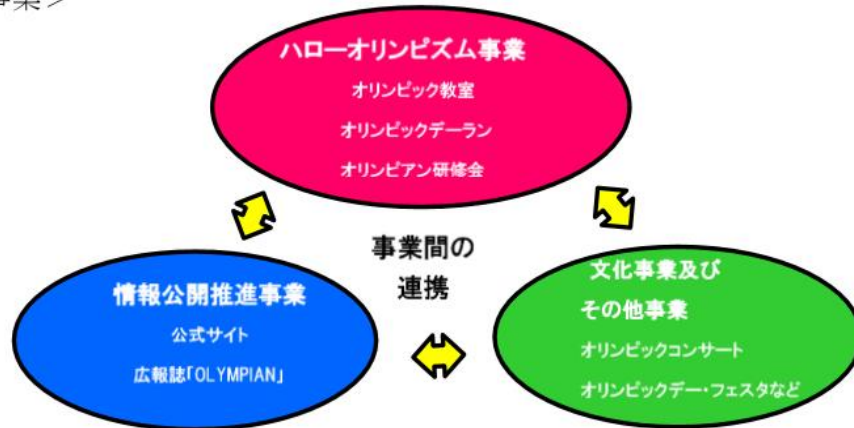 業＞
ハローオリンピズム事業
オリンピック教室
オリンピックデーラン
オリンピアン研修会
事業間の
連携
情報公開推進事業
公式サイト
広報誌「OLYMPIAN」
文化事業及び
その他事業
オリンピックコンサート
オリンピックデー・フェスタなど